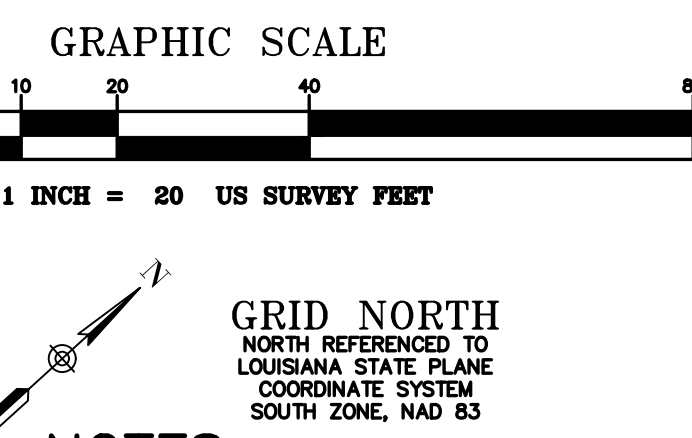 GRAPHIC SCALE
10 20 40
1 INCH = 20 US SURVEY FEET
N
GRID NORTH
NORTH REFERENCED TO
LOUISIANA STATE PLANE
COORDINATE SYSTEM
SOUTH ZONE, NAD 83